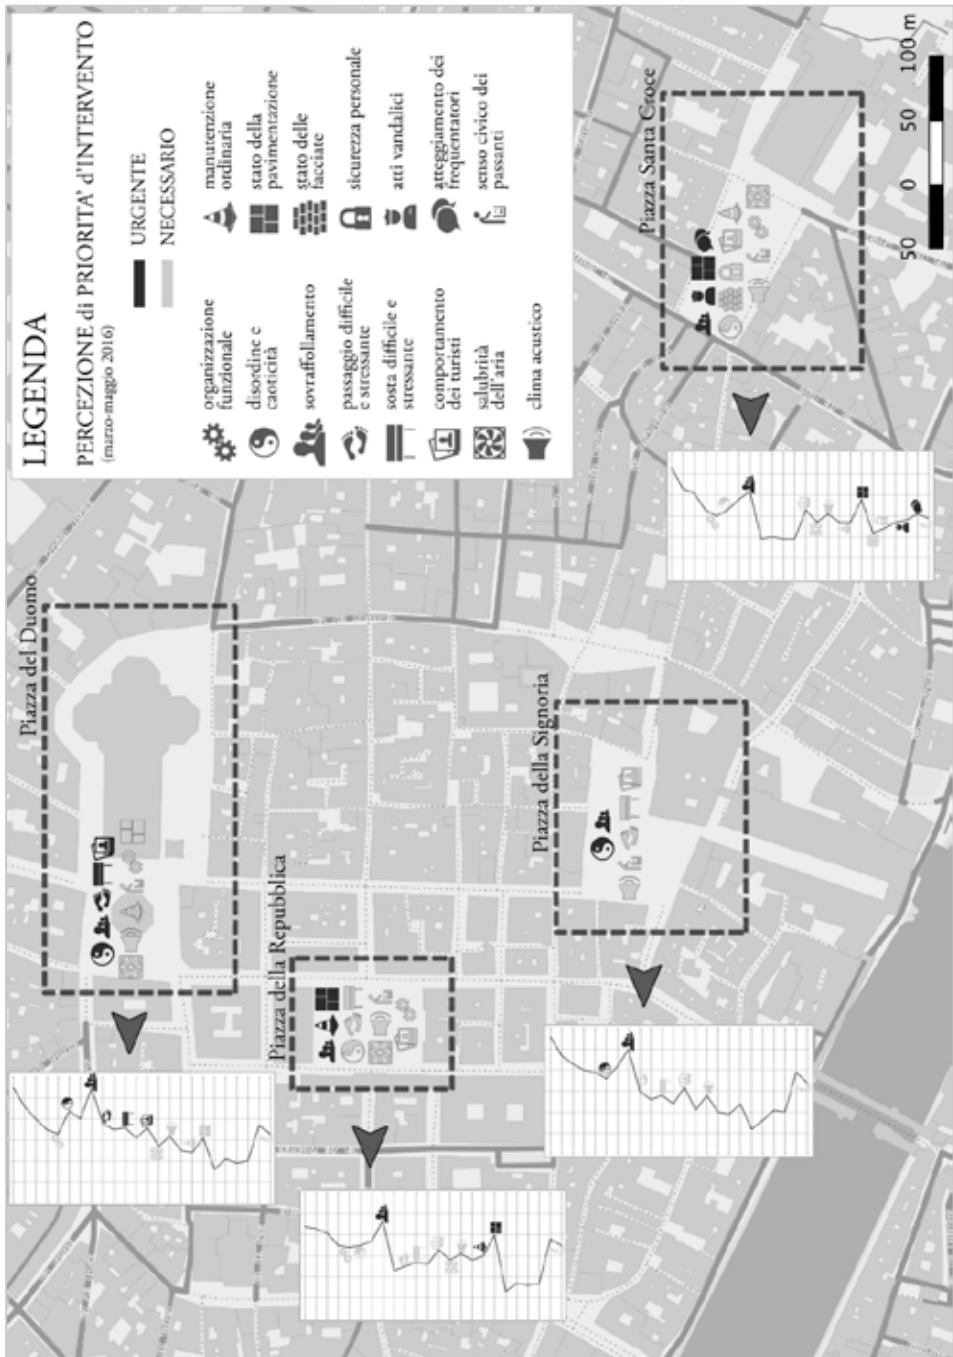 LEGENDA
PERCEZIONE di PRIORITA' d'INTERVENTO
(marzo-maggio 2016)
URGENTE
NECESSARIO
organizzazione
funzionale
disordine e
caoticità
sovraffollamento
passaggio difficile
e stressante
sosta difficile e
stressante
comportamento
dei turisti
salubrità
dell'aria
clima acustico
manutenzione
ordinaria
stato della
pavimentazione
stato delle
facciate
sicurezza personale
atti vandalici
atteggiamento dei
frequentatori
senso civico dei
passanti
Piazza del Duomo
Piazza della Repubblica
Piazza della Signoria
Piazza Santa Croce
50 0 50 100 m